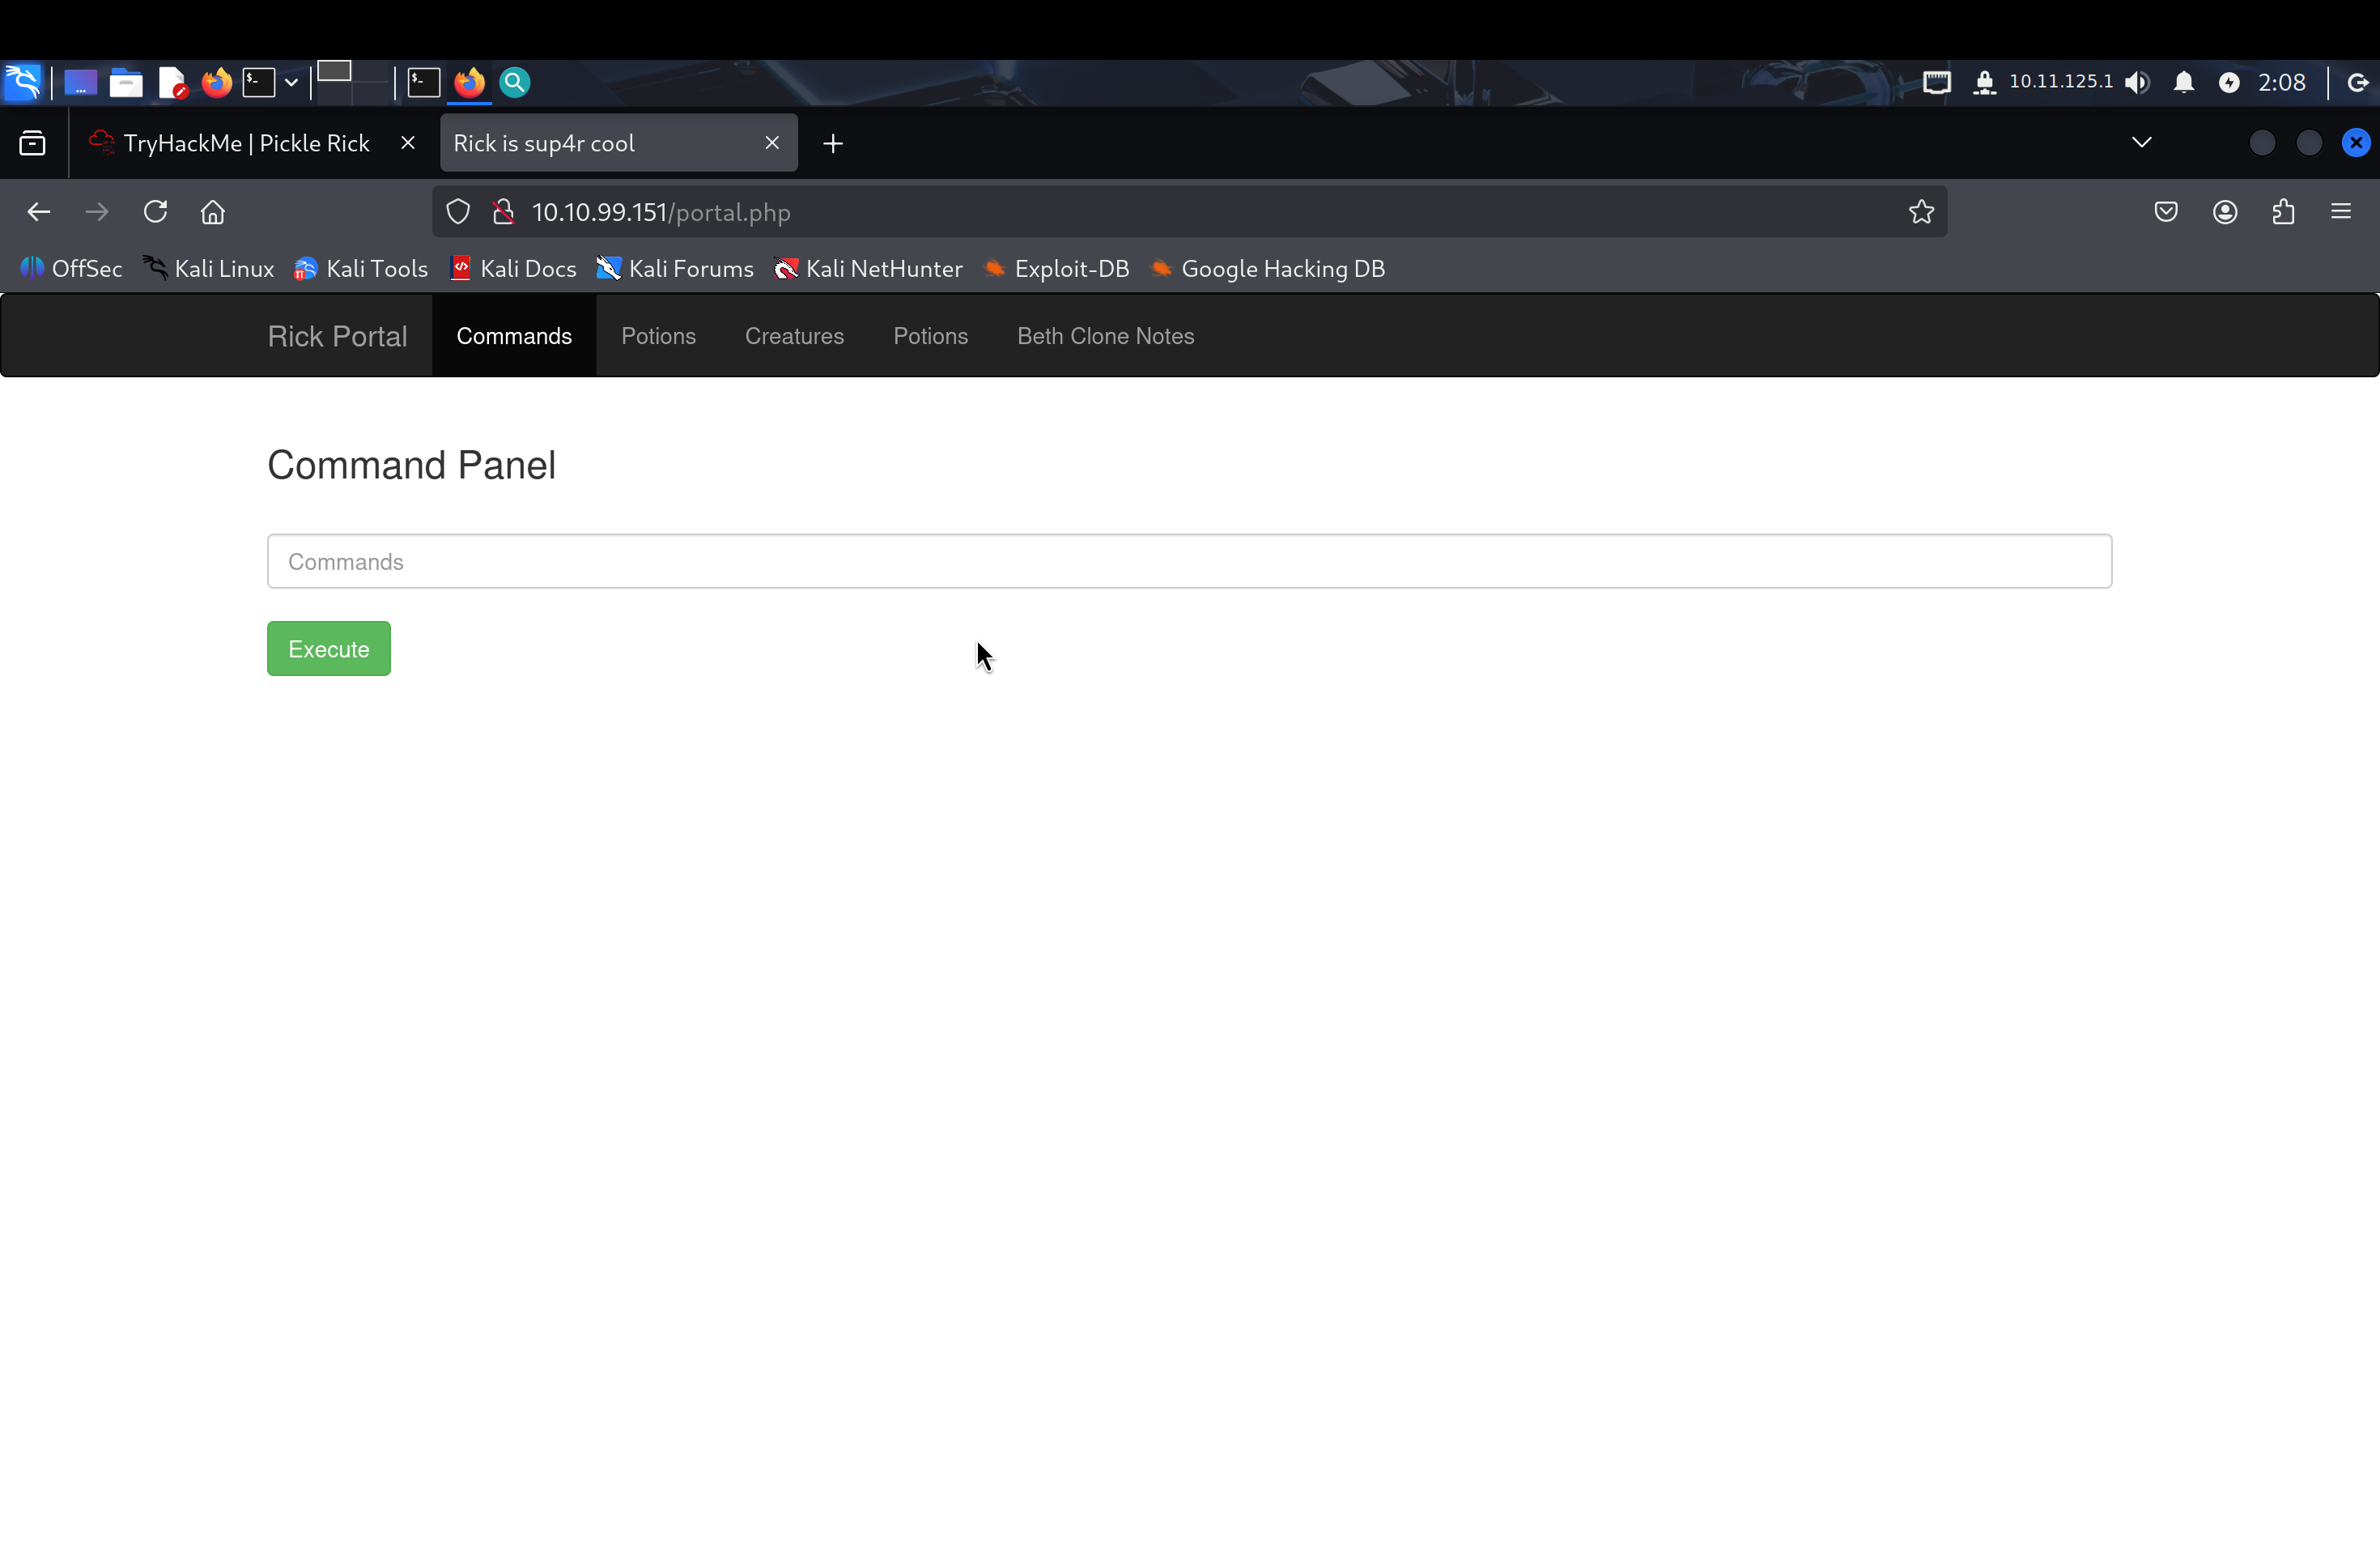 10.11.125.1 2:08
TryHackMe | Pickle Rick Rick is sup4r cool
10.10.99.151/portal.php
OffSec Kali Linux Kali Tools Kali Docs Kali Forums Kali NetHunter Exploit-DB Google Hacking DB
Rick Portal Commands Potions Creatures Potions Beth Clone Notes
Command Panel
Commands
Execute